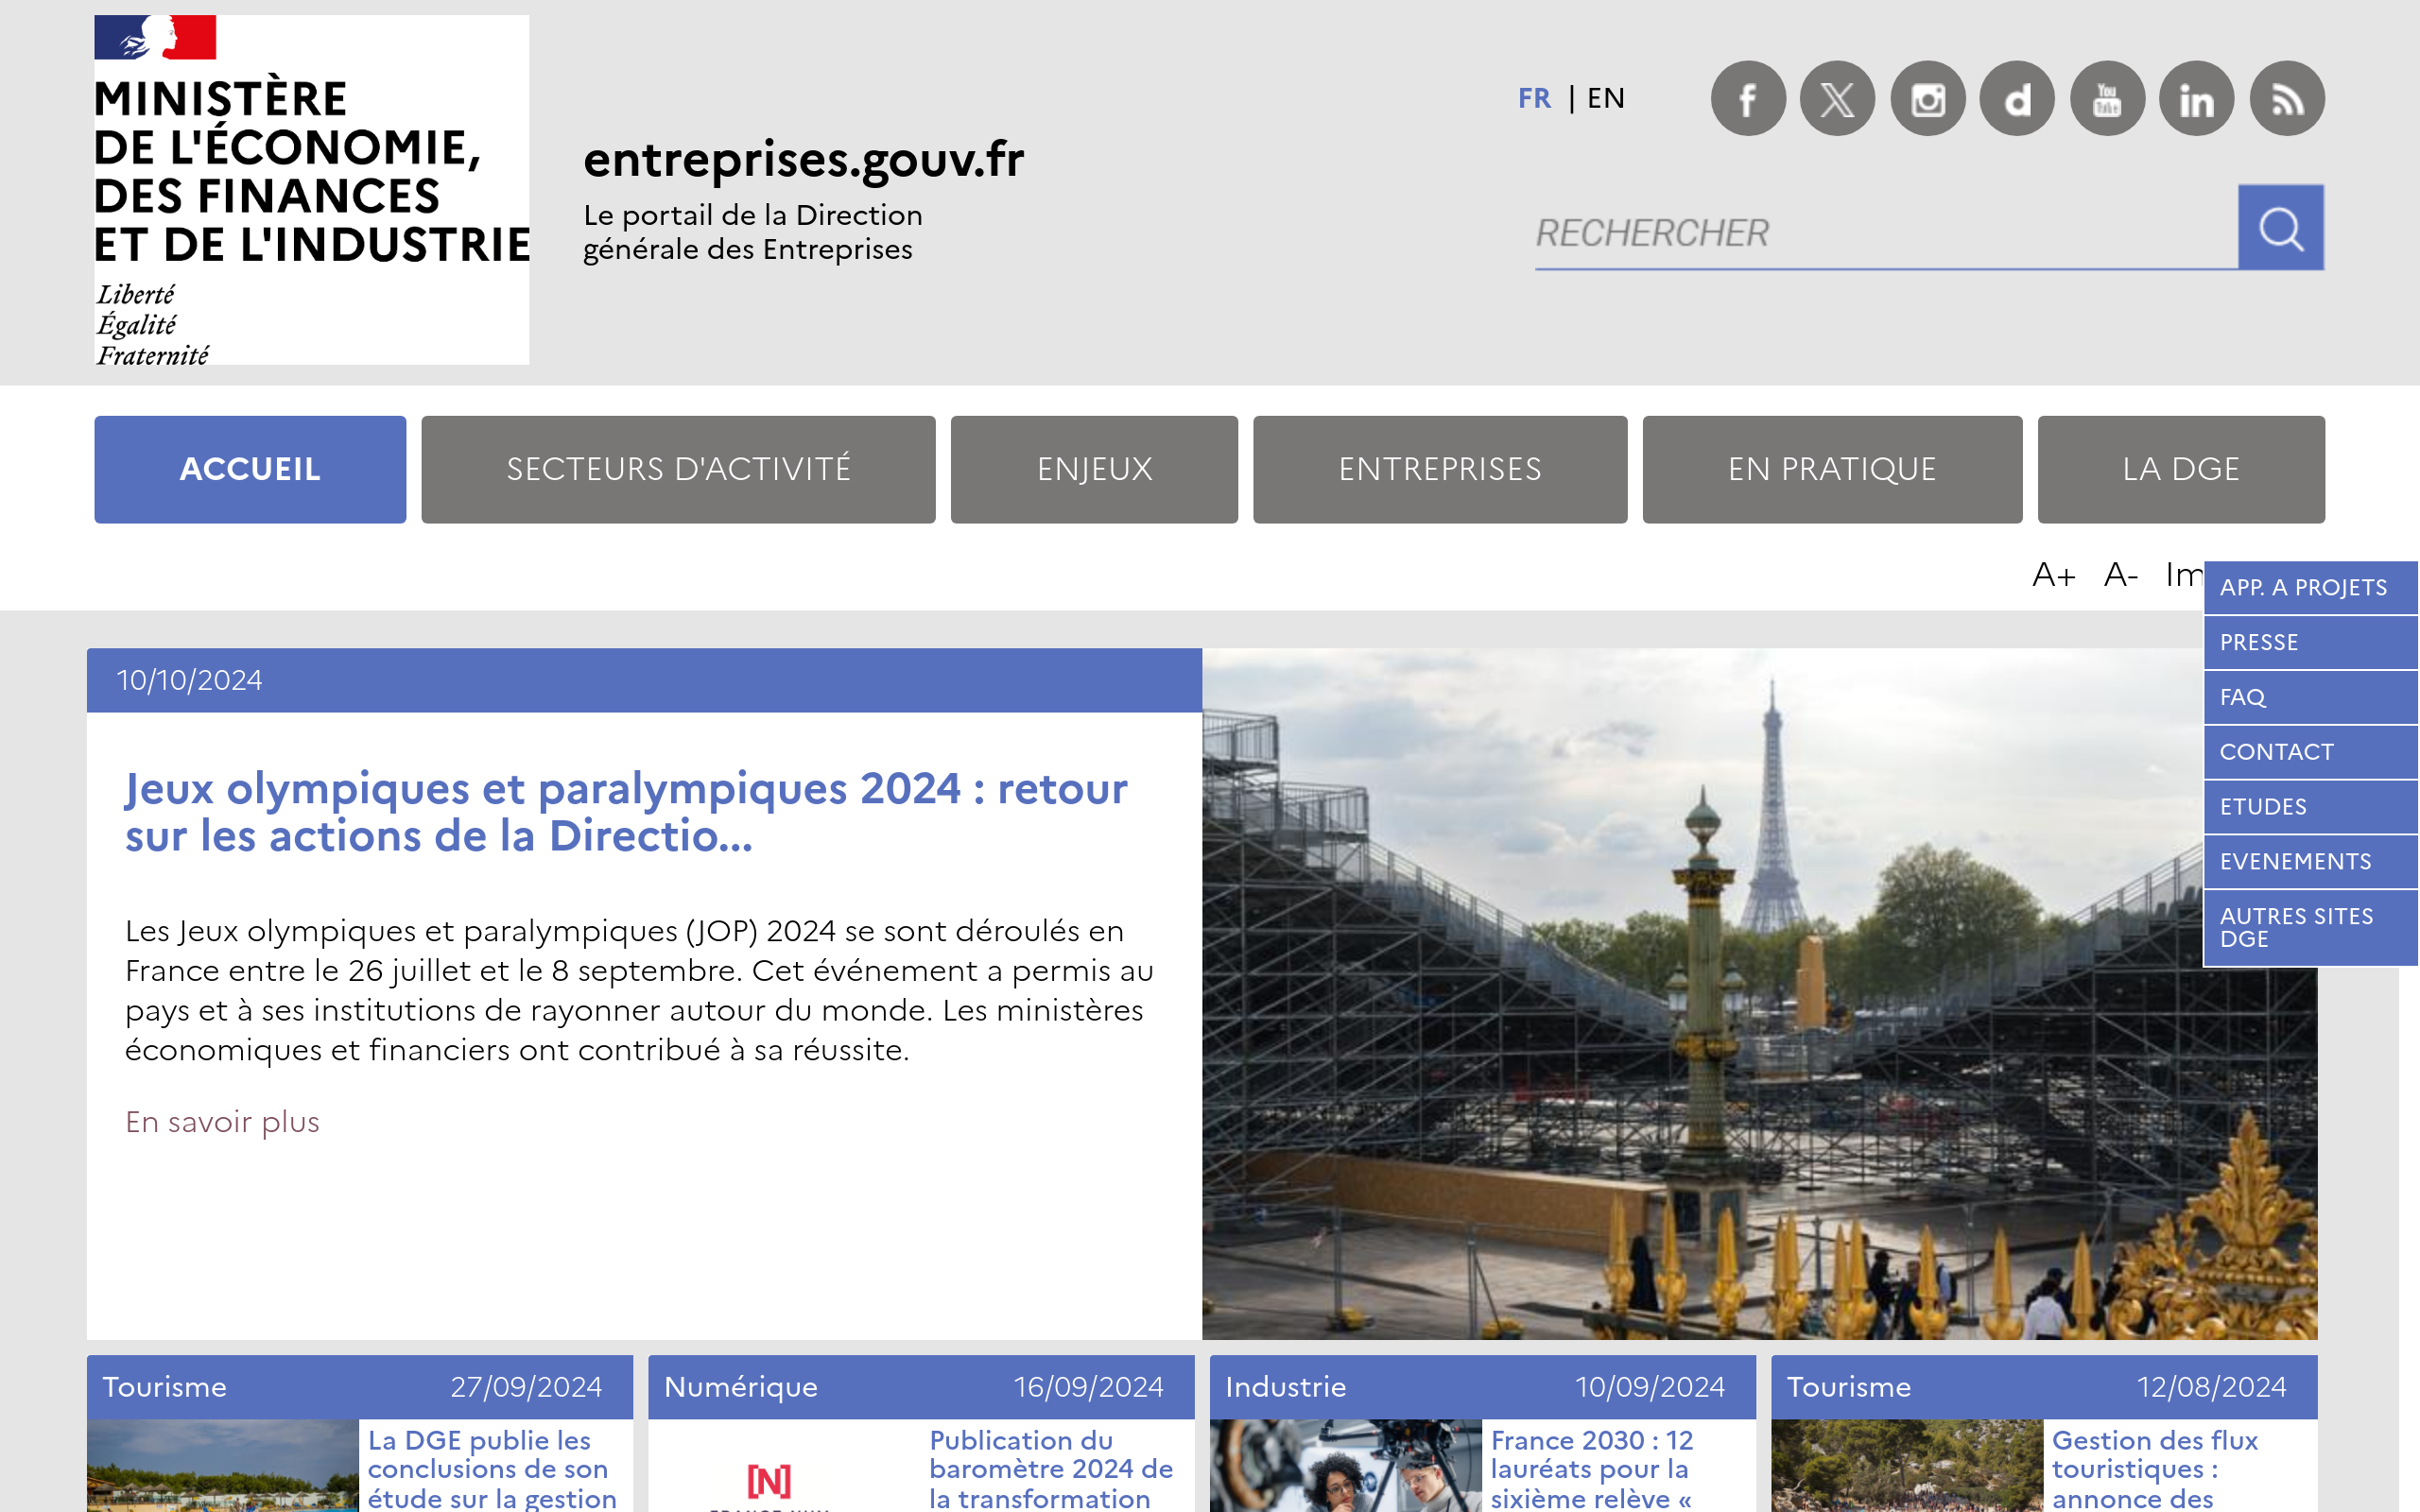 MINISTÈRE
DE L'ÉCONOMIE,
DES FINANCES
ET DE L'INDUSTRIE
Liberté
Égalité
Fraternité
entreprises.gouv.fr
Le portail de la Direction
générale des Entreprises
FR | EN
f X d You Tube in
RECHERCHER
ACCUEIL SECTEURS D'ACTIVITÉ ENJEUX ENTREPRISES EN PRATIQUE LA DGE
A+ A-
APP. A PROJETS
PRESSE
FAQ
CONTACT
ETUDES
EVENEMENTS
AUTRES SITES
DGE
10/10/2024
Jeux olympiques et paralympiques 2024 : retour
sur les actions de la Directio...
Les Jeux olympiques et paralympiques (JOP) 2024 se sont déroulés en
France entre le 26 juillet et le 8 septembre. Cet événement a permis au
pays et à ses institutions de rayonner autour du monde. Les ministères
économiques et financiers ont contribué à sa réussite.
En savoir plus
Tourisme 27/09/2024
La DGE publie les
conclusions de son
étude sur la gestion
Numérique 16/09/2024
[N]
Publication du
baromètre 2024 de
la transformation
Industrie 10/09/2024
France 2030 : 12
lauréats pour la
sixième relève «
Tourisme 12/08/2024
Gestion des flux
touristiques :
annonce des